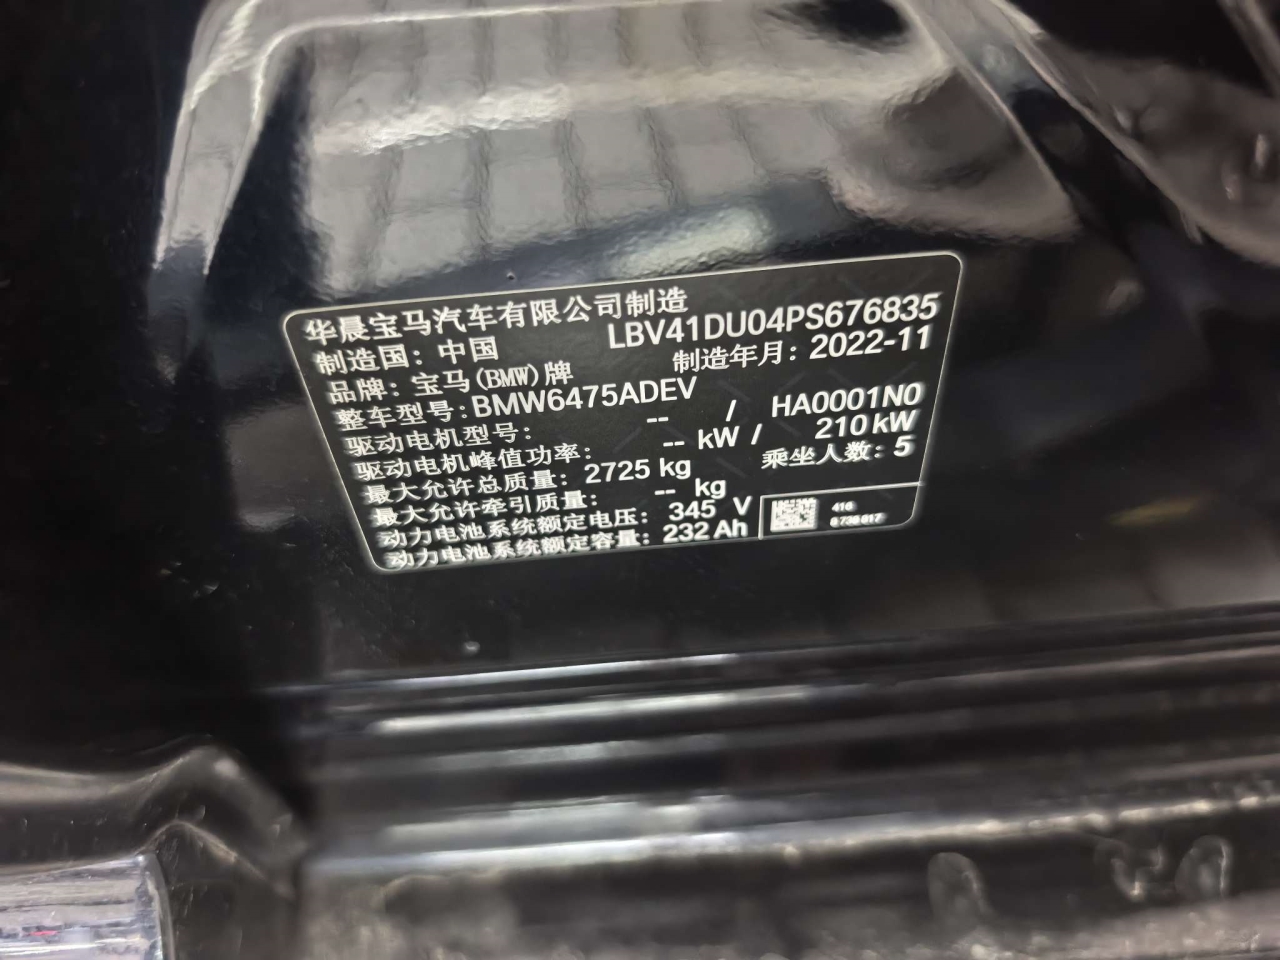 华晨宝马汽车有限公司制造
LBV41DU04PS676835
制造国：中国
制造年月：2022-11
品牌：宝马(BMW)牌
整车型号：BMW6475ADEV
驱动电机型号： -- / HA0001N0
驱动电机峰值功率： -- kW / 210 kW
最大允许总质量：2725 kg
乘坐人数：5
最大允许牵引质量： -- kg
动力电池系统额定电压：345 V
动力电池系统额定容量：232 Ah